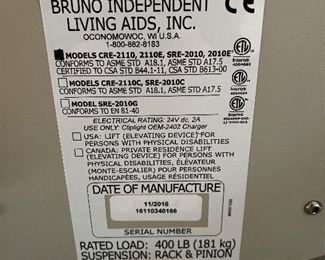 BRUNO INDEPENDENT
LIVING AIDS, INC.
OCONOMOWOC, WI U.S.A.
1-800-882-8183
MODELS CRE-2110, 2110E, SRE-2010, 2010E
CONFORMS TO ASME STD A18.1, ASME STD A17.5
CERTIFIED TO CSA STD B44.1-11, CSA STD B613-00
MODELS CRE-2110C, SRE-2010C
CONFORMS TO ASME STD A18.1, ASME STD A17.5
MODEL SRE-2010G
CONFORMS TO EN 81-40
ELECTRICAL RATING: 24V dc, 2A
USE ONLY: Cliplight OEM-2402 Charger
USA: LIFT (ELEVATING DEVICE) FOR
PERSONS WITH PHYSICAL DISABILITIES
CANADA: PRIVATE RESIDENCE LIFT
(ELEVATING DEVICE) FOR PERSONS WITH
PHYSICAL DISABILITIES, ÉLÉVATEUR
(MONTE-ESCALIER) POUR PERSONNES
HANDICAPÉES, USAGE RÉSIDENTIEL
DATE OF MANUFACTURE
11/2016
16110340166
SERIAL NUMBER
RATED LOAD: 400 LB (181 kg)
SUSPENSION: RACK & PINION
CE
Intertek
Intertek
Intertek